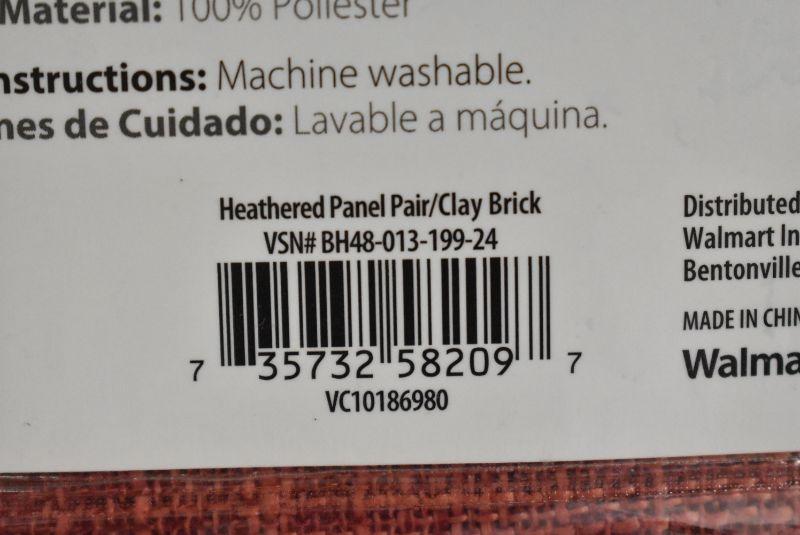 Material: 100% Poliéster
nstructions: Machine washable.
nes de Cuidado: Lavable a máquina.
Heathered Panel Pair/Clay Brick
VSN# BH48-013-199-24
7 35732 58209 7
VC10186980
Distributed
Walmart In
Bentonville
MADE IN CHIN
Walma